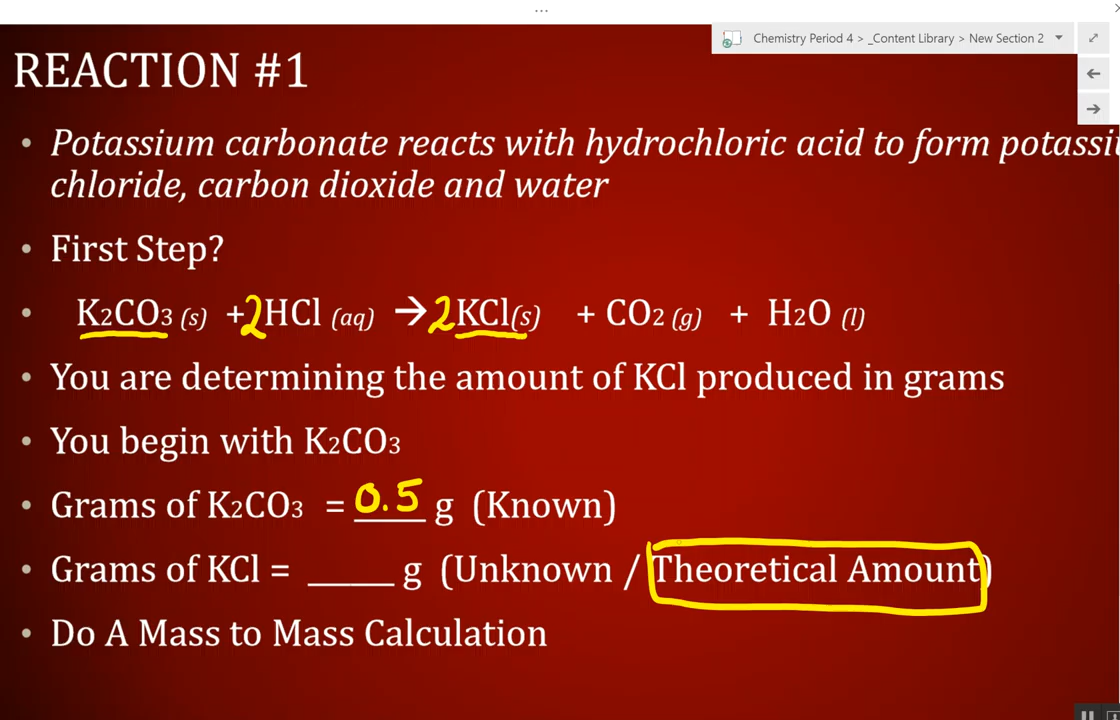 ...
Chemistry Period 4 > _Content Library > New Section 2
REACTION #1
• Potassium carbonate reacts with hydrochloric acid to form potassiu
chloride, carbon dioxide and water
• First Step?
• K2CO3 (s) +2HCl (aq) → 2KCl(s) + CO2 (g) + H2O (l)
• You are determining the amount of KCl produced in grams
• You begin with K2CO3
• Grams of K2CO3 = 0.5 g (Known)
• Grams of KCl = _____ g (Unknown / Theoretical Amount)
• Do A Mass to Mass Calculation